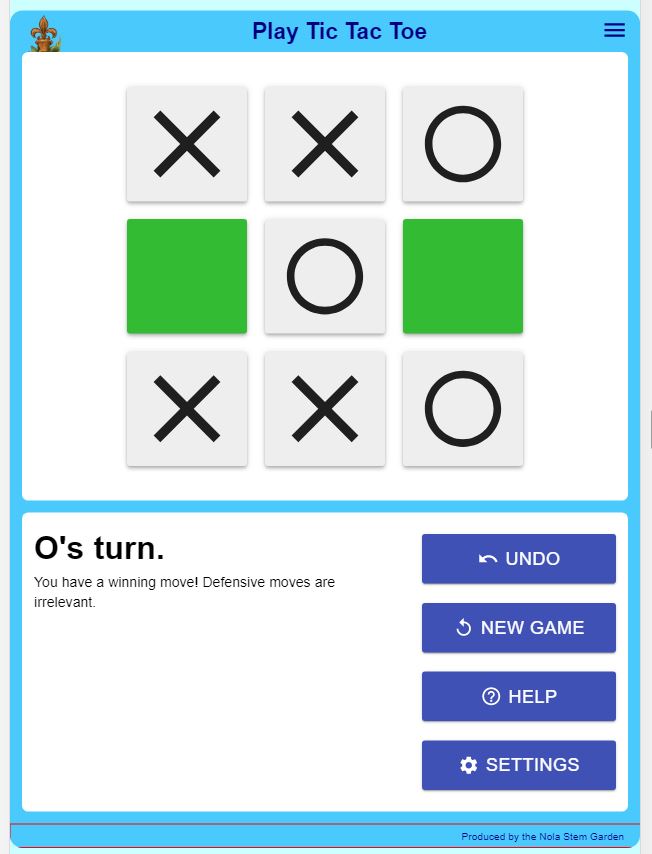 Play Tic Tac Toe
O's turn.
You have a winning move! Defensive moves are
irrelevant.
UNDO
NEW GAME
HELP
SETTINGS
Produced by the Nola Stem Garden